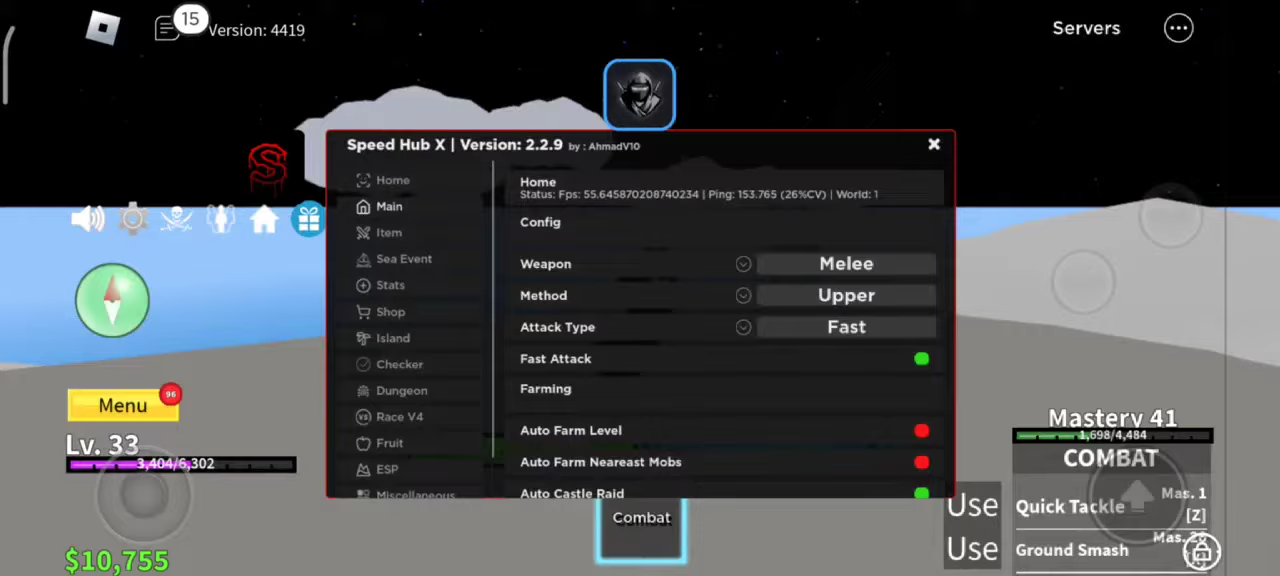 15
Version: 4419
Servers
Speed Hub X | Version: 2.2.9 by : AhmadV10
Home
Main
Item
Sea Event
Stats
Shop
Island
Checker
Dungeon
Race V4
Fruit
ESP
Miscellaneous
Home
Status: Fps: 55.645870208740234 | Ping: 153.765 (26%CV) | World: 1
Config
Weapon Melee
Method Upper
Attack Type Fast
Fast Attack
Farming
Auto Farm Level
Auto Farm Neareast Mobs
Auto Castle Raid
Menu
96
Lv. 33
3,404/6,302
$10,755
Combat
Mastery 41
1,698/4,484
COMBAT
Use Quick Tackle Mas. 1
[Z]
Use Ground Smash Mas.